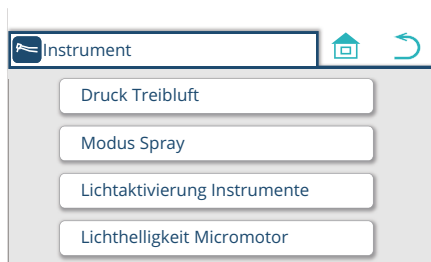 Instrument
Druck Treibluft
Modus Spray
Lichtaktivierung Instrumente
Lichthelligkeit Micromotor